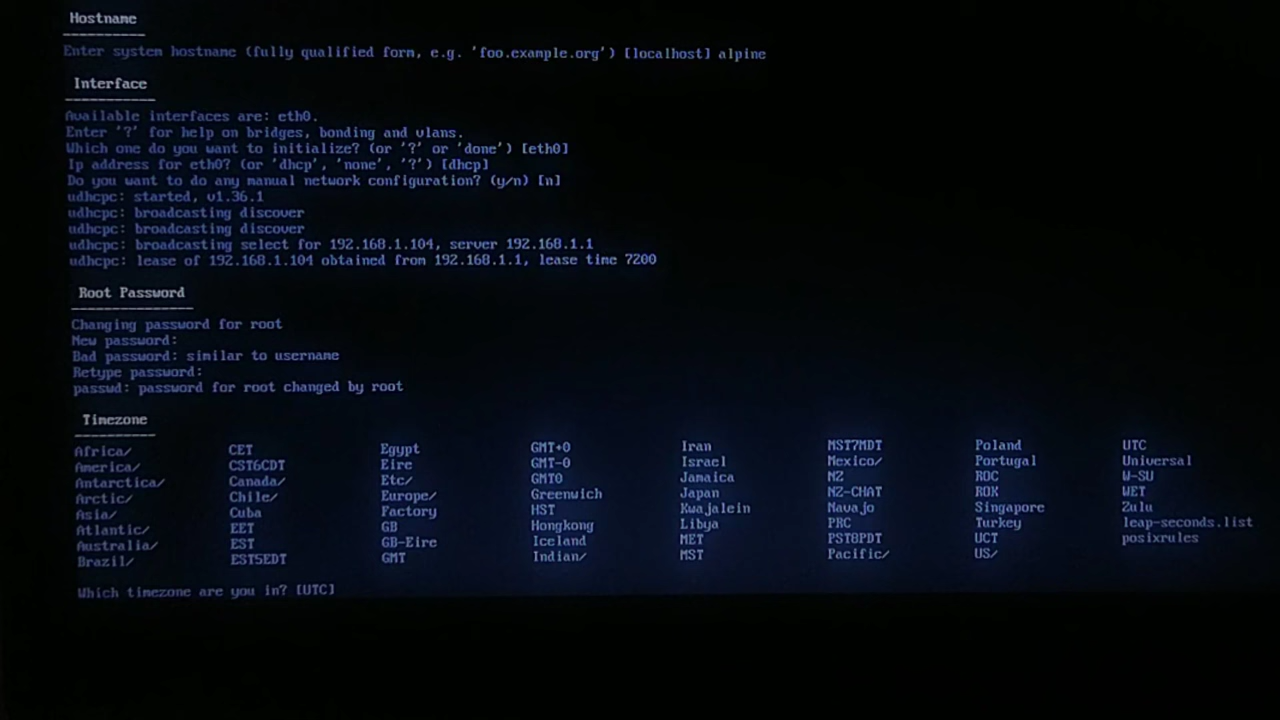 Hostname
Enter system hostname (fully qualified form, e.g. 'foo.example.org') [localhost] alpine
Interface
Available interfaces are: eth0.
Enter '?' for help on bridges, bonding and vlans.
Which one do you want to initialize? (or '?' or 'done') [eth0]
Ip address for eth0? (or 'dhcp', 'none', '?') [dhcp]
Do you want to do any manual network configuration? (y/n) [n]
udhcpc: started, v1.36.1
udhcpc: broadcasting discover
udhcpc: broadcasting discover
udhcpc: broadcasting select for 192.168.1.104, server 192.168.1.1
udhcpc: lease of 192.168.1.104 obtained from 192.168.1.1, lease time 7200
Root Password
Changing password for root
New password:
Bad password: similar to username
Retype password:
passwd: password for root changed by root
Timezone
Africa/ CET Egypt GMT+0 Iran MST7MDT Poland UTC
America/ CST6CDT Eire GMT-0 Israel Mexico/ Portugal Universal
Antarctica/ Canada/ Etc/ GMT0 Jamaica NZ ROC W-SU
Arctic/ Chile/ Europe/ Greenwich Japan NZ-CHAT ROK WET
Asia/ Cuba Factory HST Kwajalein Navajo Singapore Zulu
Atlantic/ EET GB Hongkong Libya PRC Turkey leap-seconds.list
Australia/ EST GB-Eire Iceland MET PST8PDT UCT posixrules
Brazil/ EST5EDT GMT Indian/ MST Pacific/ US/
Which timezone are you in? [UTC]